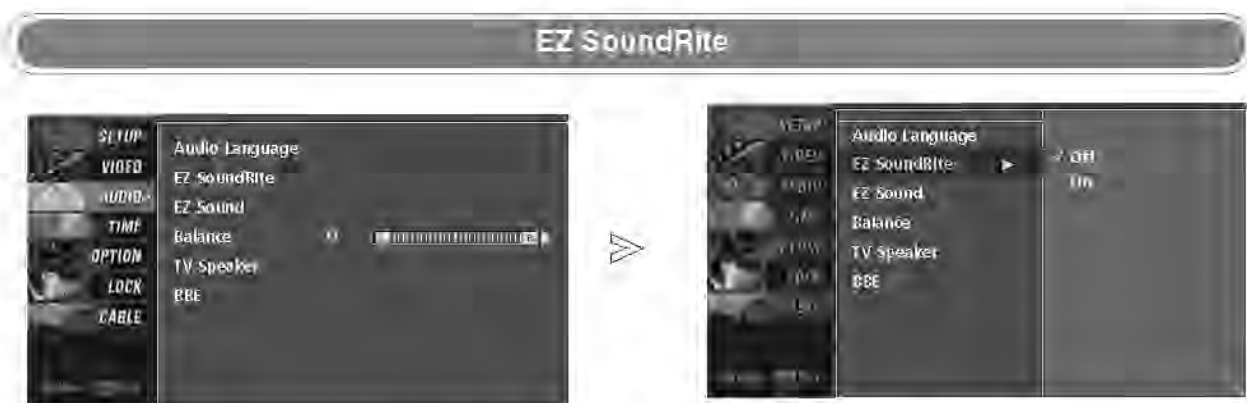 EZ SoundRite
SETUP
VIDEO
AUDIO
TIME
OPTION
LOCK
CABLE
Audio Language
EZ SoundRite
EZ Sound
Balance 0
TV Speaker
BBE
Audio Language
EZ SoundRite
EZ Sound
Balance
TV Speaker
BBE
Off
On